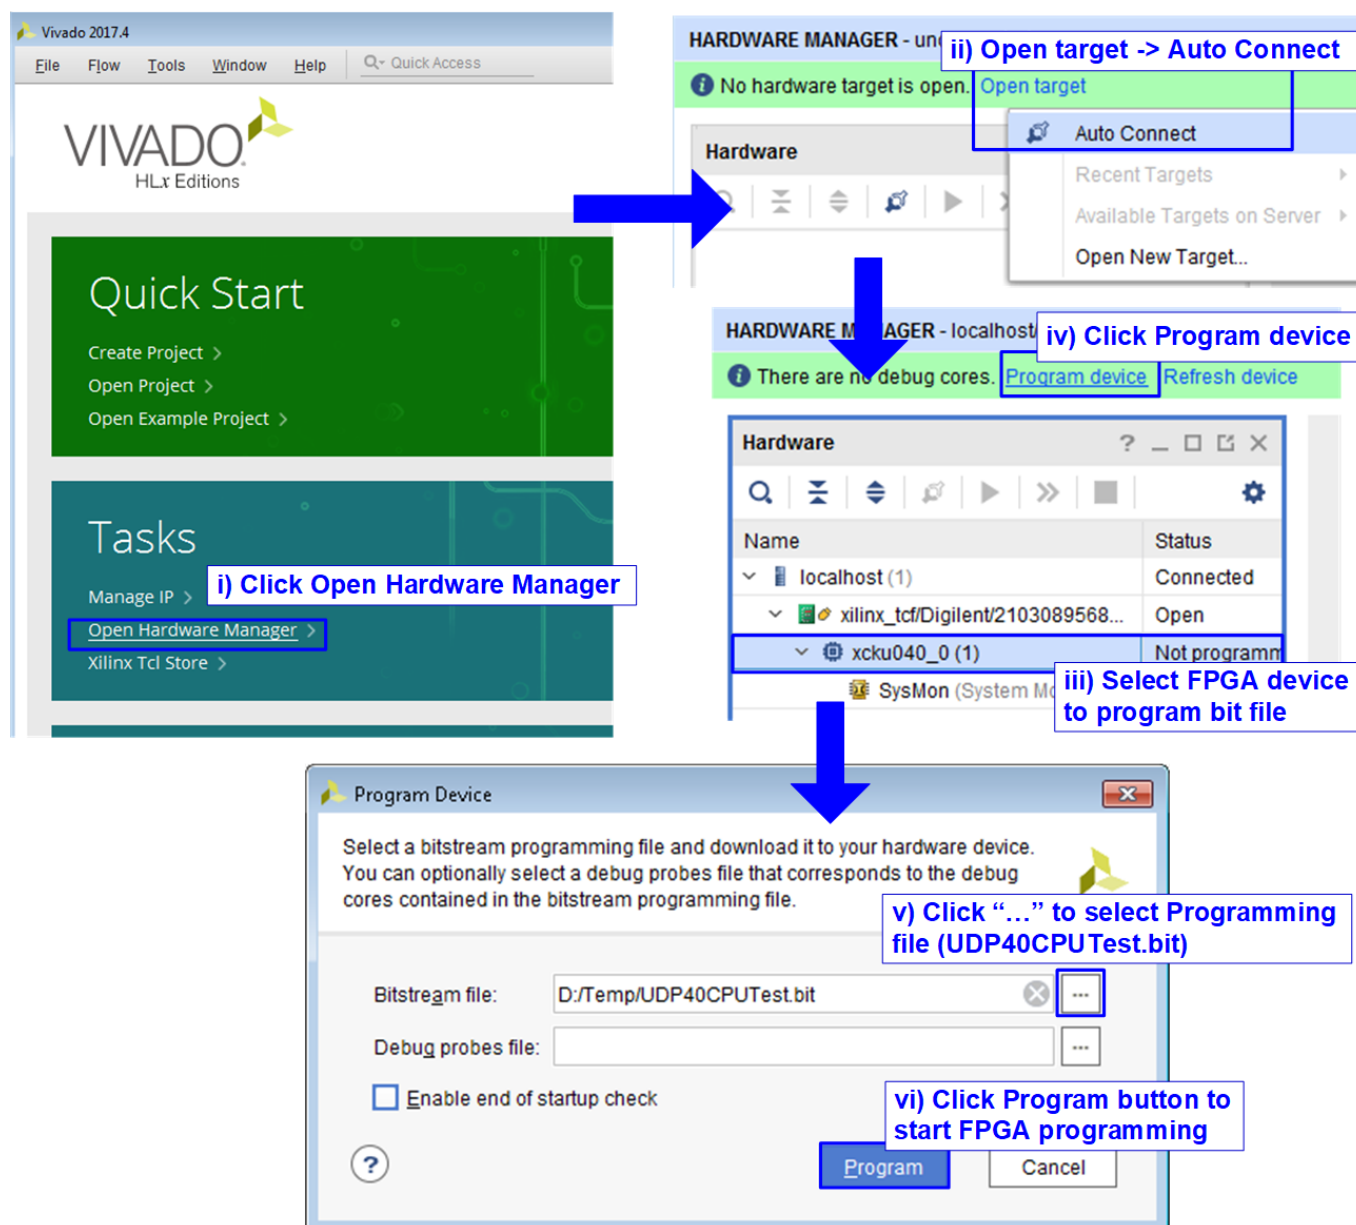 Vivado 2017.4
File Flow Tools Window Help Quick Access
VIVADO
HLx Editions
Quick Start
Create Project >
Open Project >
Open Example Project >
Tasks
i) Click Open Hardware Manager
Manage IP >
Open Hardware Manager >
Xilinx Tcl Store >
HARDWARE MANAGER -
ii) Open target -> Auto Connect
No hardware target is open. Open target
Hardware
Auto Connect
Recent Targets
Available Targets on Server
Open New Target...
HARDWARE MANAGER - localhost/
iv) Click Program device
There are no debug cores. Program device Refresh device
Hardware
Name Status
localhost (1) Connected
xilinx_tcf/Digilent/2103089568... Open
xcku040_0 (1) Not programm
SysMon (System Mo
iii) Select FPGA device
to program bit file
Program Device
Select a bitstream programming file and download it to your hardware device.
You can optionally select a debug probes file that corresponds to the debug
cores contained in the bitstream programming file.
v) Click “...” to select Programming
file (UDP40CPUTest.bit)
Bitstream file: D:/Temp/UDP40CPUTest.bit ...
Debug probes file: ...
Enable end of startup check
vi) Click Program button to
start FPGA programming
? Program Cancel